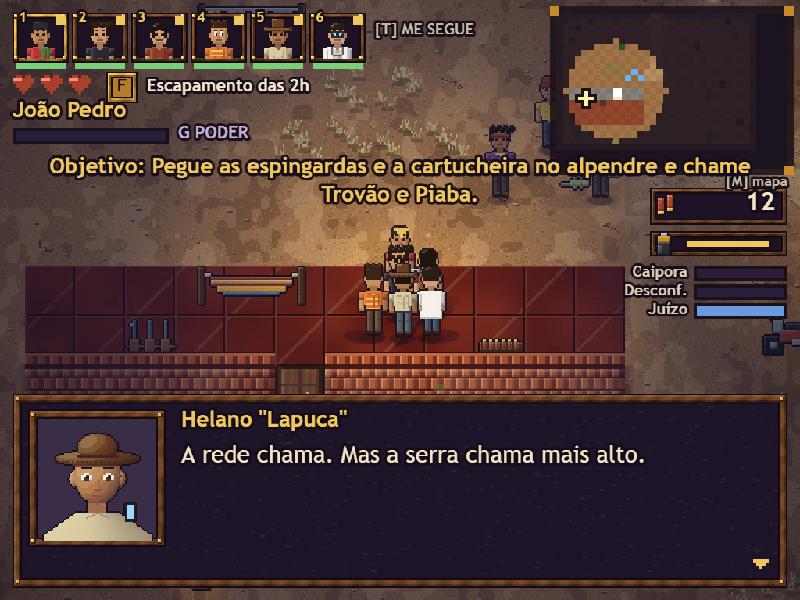 1 2 3 4 5 6
[T] ME SEGUE
F Escapamento das 2h
João Pedro
G PODER
Objetivo: Pegue as espingardas e a cartucheira no alpendre e chame
Trovão e Piaba.
[M] mapa
12
Caipora
Desconf.
Juízo
Helano "Lapuca"
A rede chama. Mas a serra chama mais alto.